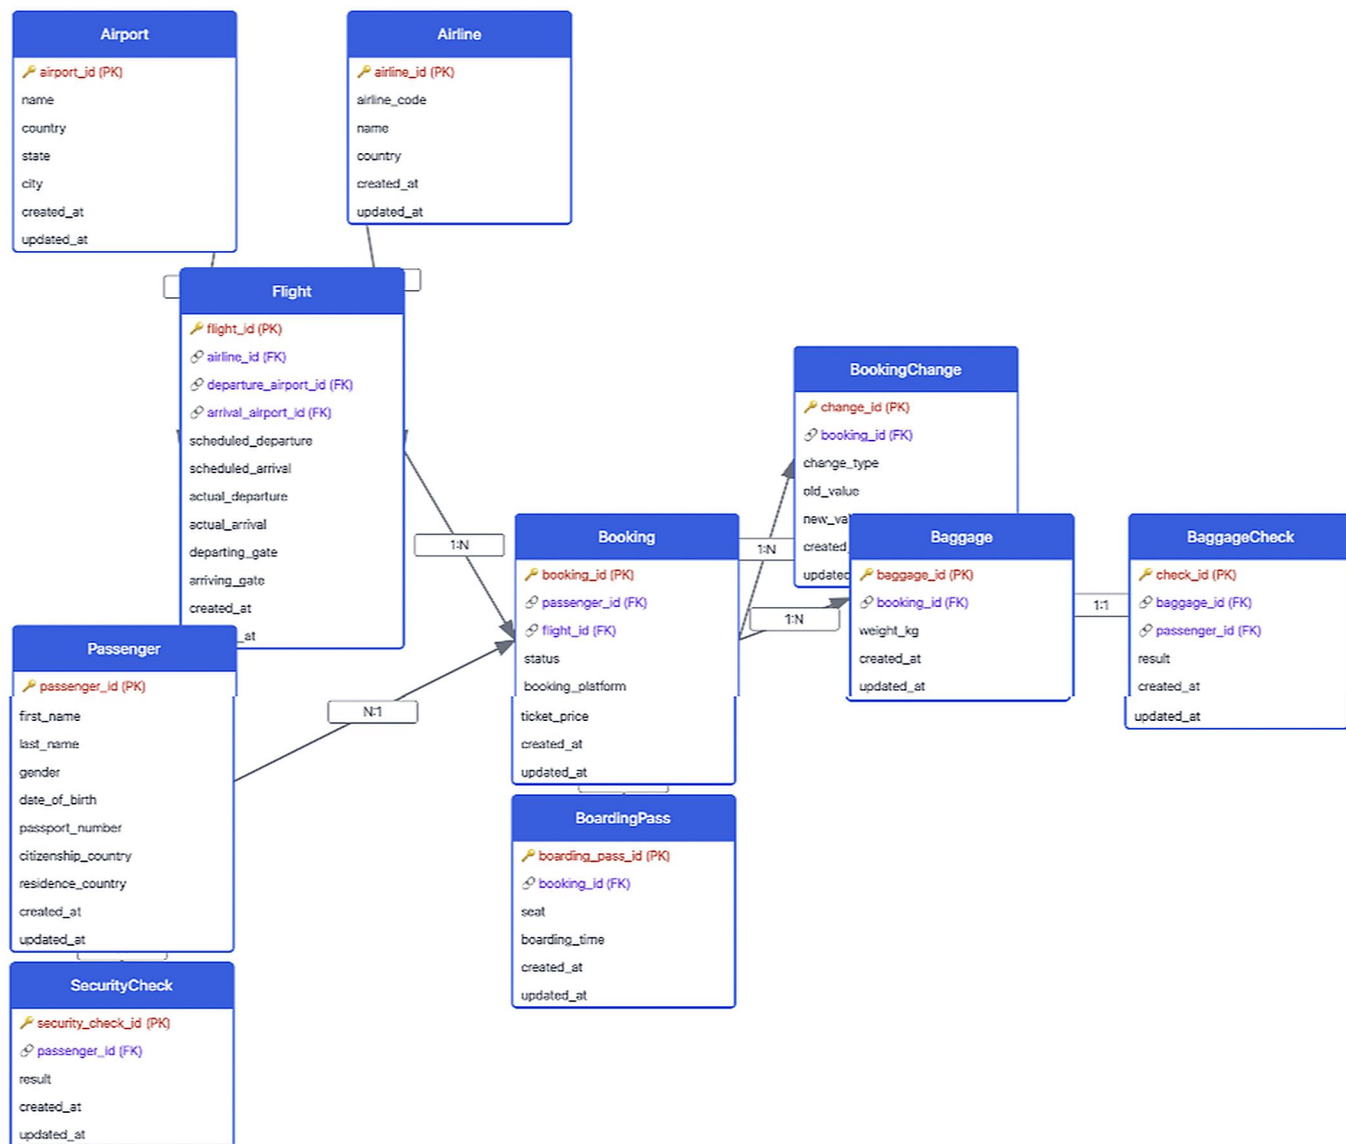 Airport
airport_id (PK)
name
country
state
city
created_at
updated_at
Airline
airline_id (PK)
airline_code
name
country
created_at
updated_at
Flight
flight_id (PK)
airline_id (FK)
departure_airport_id (FK)
arrival_airport_id (FK)
scheduled_departure
scheduled_arrival
actual_departure
actual_arrival
departing_gate
arriving_gate
created_at
_at
1:N
Passenger
passenger_id (PK)
first_name
last_name
gender
date_of_birth
passport_number
citizenship_country
residence_country
created_at
updated_at
N:1
SecurityCheck
security_check_id (PK)
passenger_id (FK)
result
created_at
updated_at
Booking
booking_id (PK)
passenger_id (FK)
flight_id (FK)
status
booking_platform
ticket_price
created_at
updated_at
BoardingPass
boarding_pass_id (PK)
booking_id (FK)
seat
boarding_time
created_at
updated_at
1:N
1:N
BookingChange
change_id (PK)
booking_id (FK)
change_type
old_value
new_va
created_
update
Baggage
baggage_id (PK)
booking_id (FK)
weight_kg
created_at
updated_at
1:1
BaggageCheck
check_id (PK)
baggage_id (FK)
passenger_id (FK)
result
created_at
updated_at